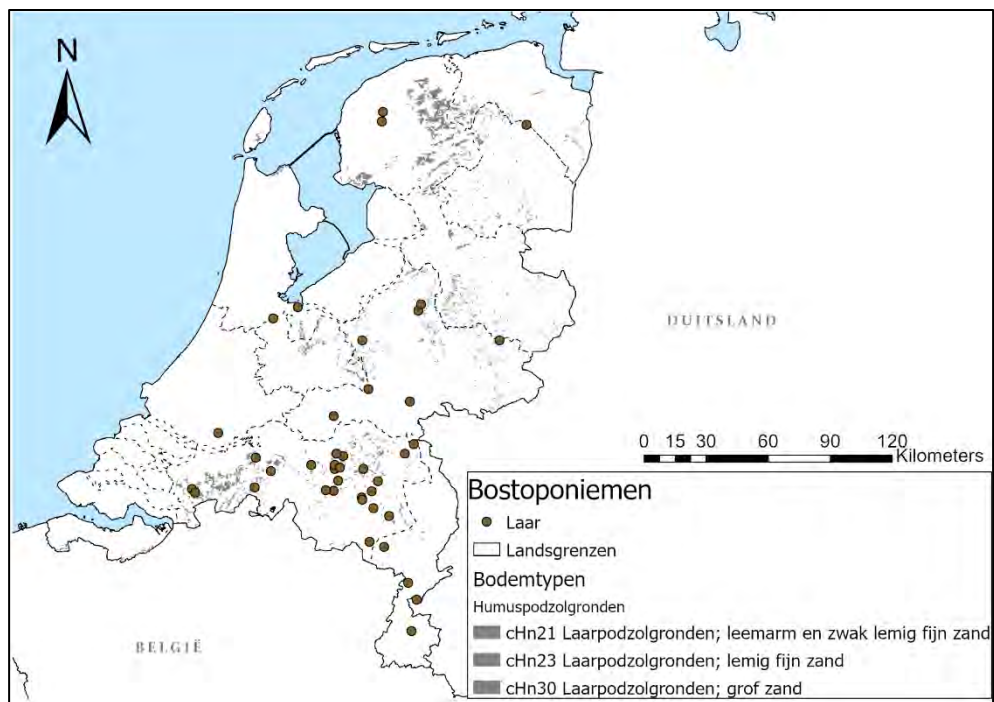 N
DUITSLAND
BELGIË
0 15 30 60 90 120
Kilometers
Bostoponiemen
Laar
Landsgrenzen
Bodemtypen
Humuspodzolgronden
cHn21 Laarpodzolgronden; leemarm en zwak lemig fijn zand
cHn23 Laarpodzolgronden; lemig fijn zand
cHn30 Laarpodzolgronden; grof zand